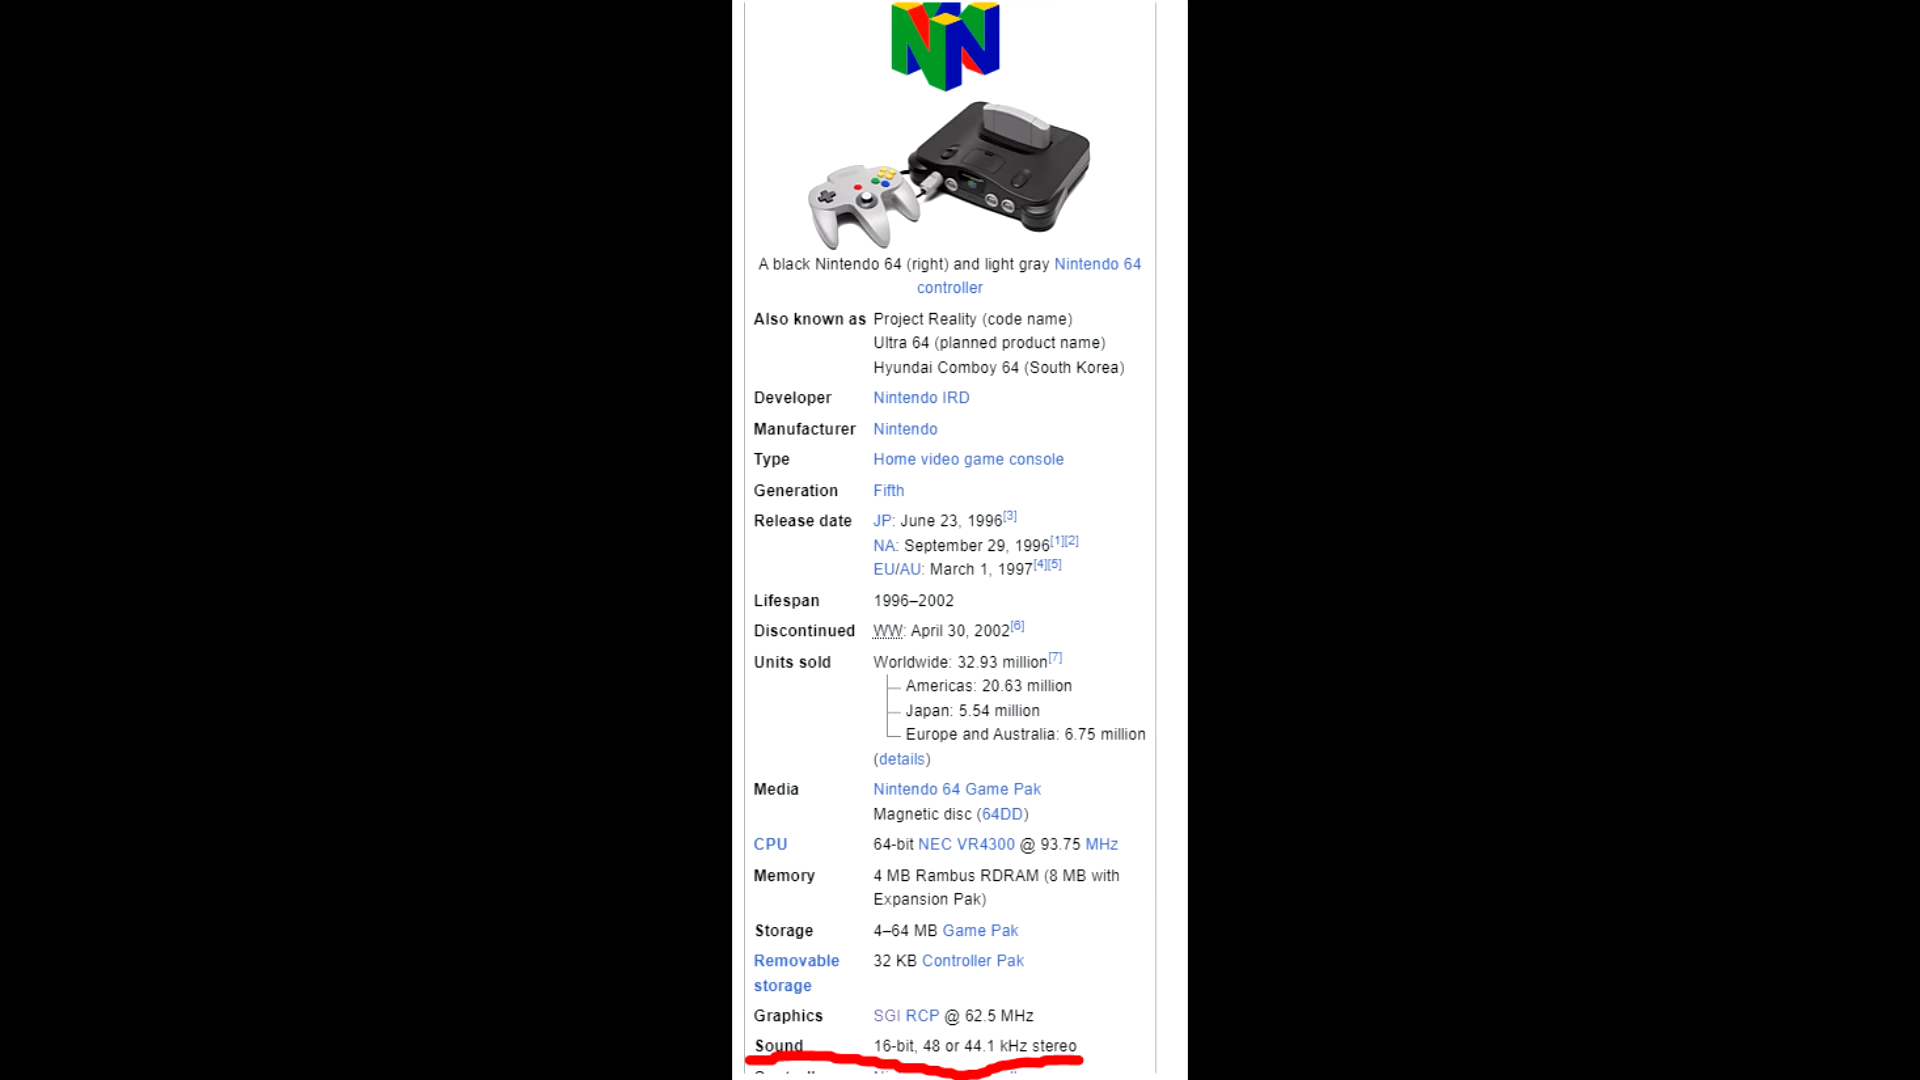 A black Nintendo 64 (right) and light gray Nintendo 64
controller
Also known as Project Reality (code name)
Ultra 64 (planned product name)
Hyundai Comboy 64 (South Korea)
Developer Nintendo IRD
Manufacturer Nintendo
Type Home video game console
Generation Fifth
Release date JP: June 23, 1996[3]
NA: September 29, 1996[1][2]
EU/AU: March 1, 1997[4][5]
Lifespan 1996–2002
Discontinued WW: April 30, 2002[6]
Units sold Worldwide: 32.93 million[7]
Americas: 20.63 million
Japan: 5.54 million
Europe and Australia: 6.75 million
(details)
Media Nintendo 64 Game Pak
Magnetic disc (64DD)
CPU 64-bit NEC VR4300 @ 93.75 MHz
Memory 4 MB Rambus RDRAM (8 MB with
Expansion Pak)
Storage 4–64 MB Game Pak
Removable 32 KB Controller Pak
storage
Graphics SGI RCP @ 62.5 MHz
Sound 16-bit, 48 or 44.1 kHz stereo